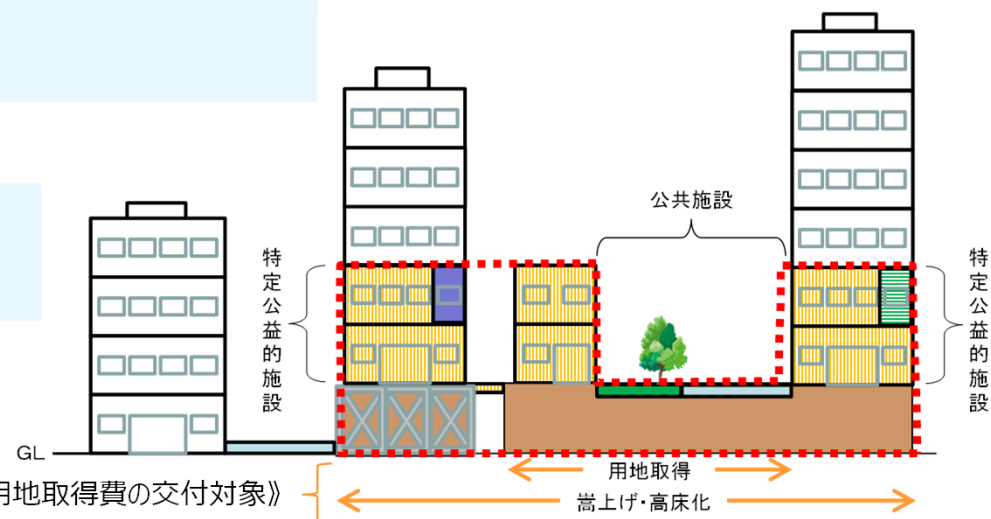 公共施設
特定公益的施設
特定公益的施設
GL
用地取得
用地取得費の交付対象》
嵩上げ・高床化